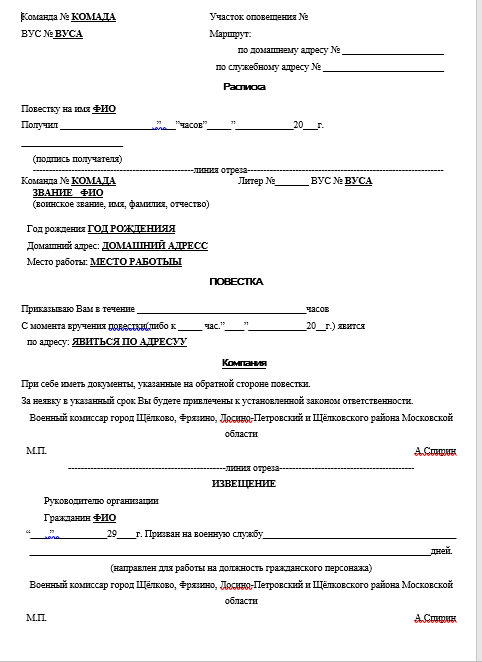 Команда № КОМАДА Участок оповещения №
ВУС № ВУСА Маршрут:
по домашнему адресу № ____________________
по служебному адресу № ________________________
Расписка
Повестку на имя ФИО
Получил ____________________„”___”часов”_____”____________20___г.
_____________________
(подпись получателя)
----------------------------------------------линия отреза----------------------------------------------
Команда № КОМАДА Литер №_______ ВУС № ВУСА
ЗВАНИЕ ФИО
(воинское звание, имя, фамилия, отчество)
Год рождения ГОД РОЖДЕНИЯЯ
Домашний адрес: ДОМАШНИЙ АДРЕСС
Место работы: МЕСТО РАБОТЫЫ
ПОВЕСТКА
Приказываю Вам в течение ___________________________________часов
С момента вручения повестки(либо к _____ час.”____”____________20__г.) явится
по адресу: ЯВИТЬСЯ ПО АДРЕСУУ
Компания
При себе иметь документы, указанные на обратной стороне повестки.
За неявку в указанный срок Вы будете привлечены к установленной законом ответственности.
Военный комиссар город Щёлково, Фрязино, Лосино-Петровский и Щёлковского района Московской
области
М.П. А.Спирин
----------------------------------------------линия отреза----------------------------------------------
ИЗВЕЩЕНИЕ
Руководителю организации
Гражданин ФИО
“____”__________29____г. Призван на военную службу________________________________________
___________________________________________________________________________________дней.
(направлен для работы на должность гражданского персонажа)
Военный комиссар город Щёлково, Фрязино, Лосино-Петровский и Щёлковского района Московской
области
М.П. А.Спирин